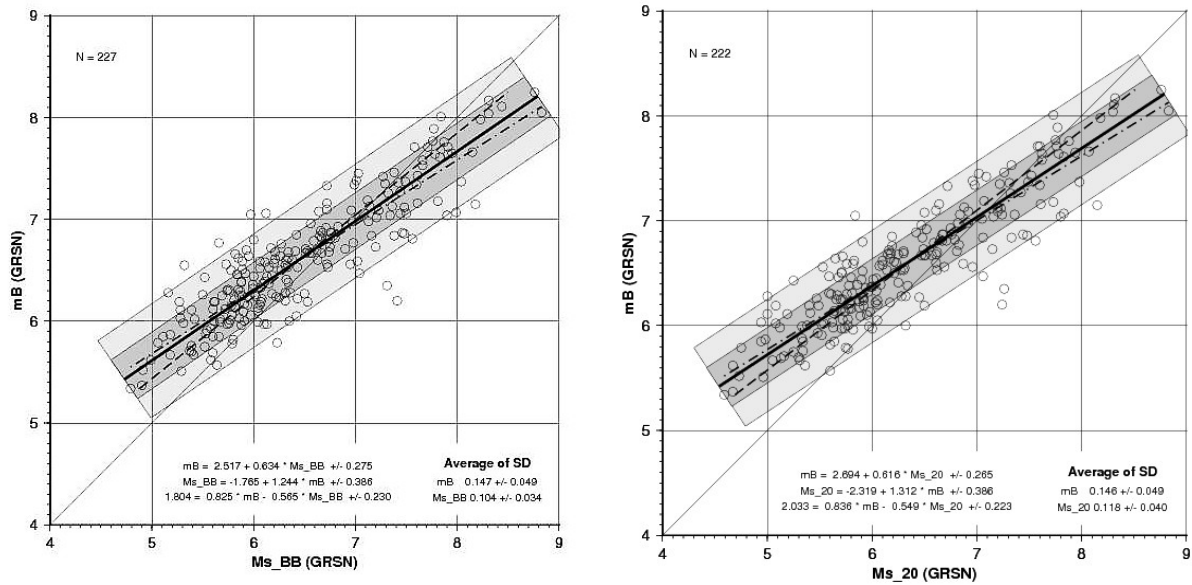 9
8
7
6
5
4
mB (GRSN)
N = 227
mB = 2.517 + 0.634 * Ms_BB +/- 0.275
Ms_BB = -1.765 + 1.244 * mB +/- 0.386
1.804 = 0.825 * mB - 0.565 * Ms_BB +/- 0.230
Average of SD
mB 0.147 +/- 0.049
Ms_BB 0.104 +/- 0.034
4 5 6 7 8 9
Ms_BB (GRSN)
9
8
7
6
5
4
mB (GRSN)
N = 222
mB = 2.694 + 0.616 * Ms_20 +/- 0.265
Ms_20 = -2.319 + 1.312 * mB +/- 0.386
2.033 = 0.836 * mB - 0.549 * Ms_20 +/- 0.223
Average of SD
mB 0.146 +/- 0.049
Ms_20 0.118 +/- 0.040
4 5 6 7 8 9
Ms_20 (GRSN)